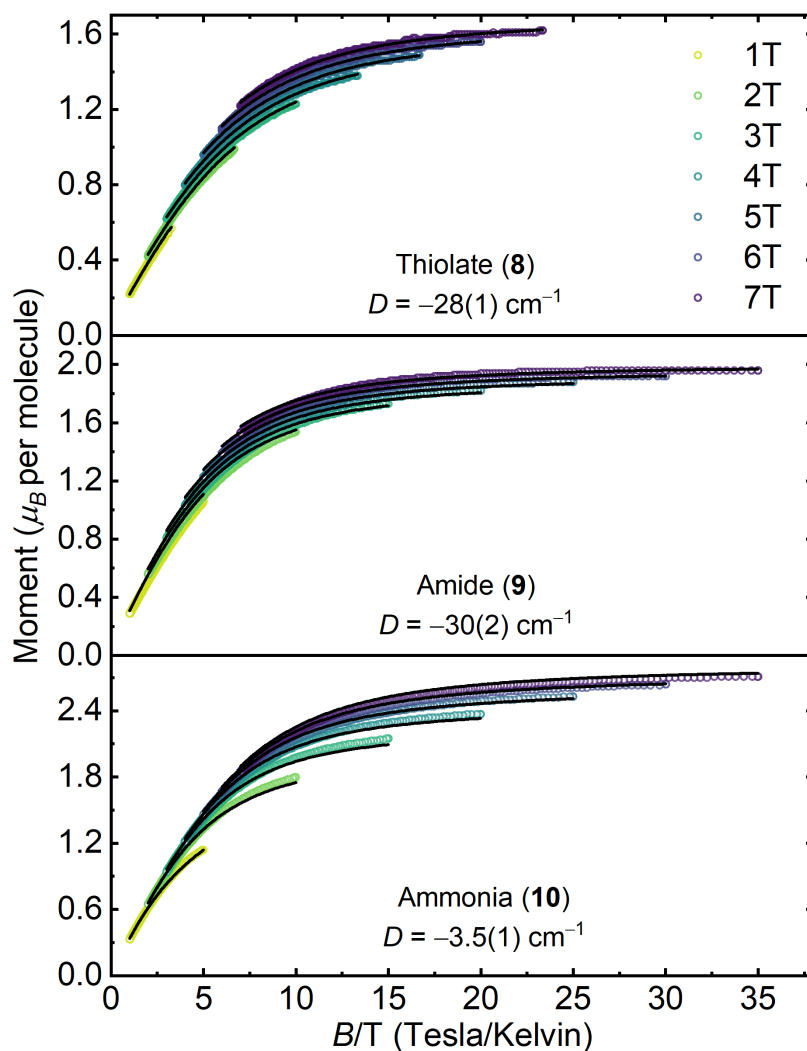 Moment (μB per molecule)
1.6
1.2
0.8
0.4
0.0
1T
2T
3T
4T
5T
6T
7T
Thiolate (8)
D = −28(1) cm−1
2.0
1.6
1.2
0.8
0.4
0.0
Amide (9)
D = −30(2) cm−1
2.4
1.8
1.2
0.6
0.0
Ammonia (10)
D = −3.5(1) cm−1
0 5 10 15 20 25 30 35
B/T (Tesla/Kelvin)